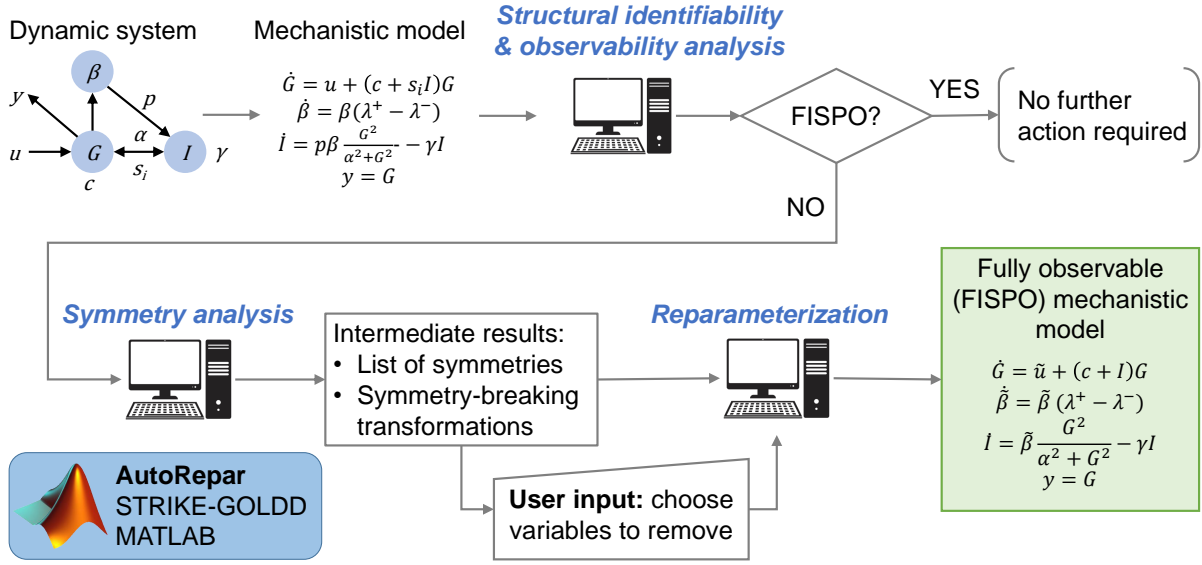 Dynamic system
β
y
p
α
u
G
I
γ
s_i
c
Mechanistic model
Ġ = u + (c + s_i I)G
β̇ = β(λ⁺ − λ⁻)
İ = pβ G²/(α²+G²) - − γI
y = G
Structural identifiability
& observability analysis
FISPO?
YES
No further
action required
NO
Symmetry analysis
Intermediate results:
• List of symmetries
• Symmetry-breaking
transformations
Reparameterization
User input: choose
variables to remove
Fully observable
(FISPO) mechanistic
model
Ġ = ũ + (c + I)G
β̃̇ = β̃ (λ⁺ − λ⁻)
İ = β̃ G²/(α² + G²) − γI
y = G
AutoRepar
STRIKE-GOLDD
MATLAB